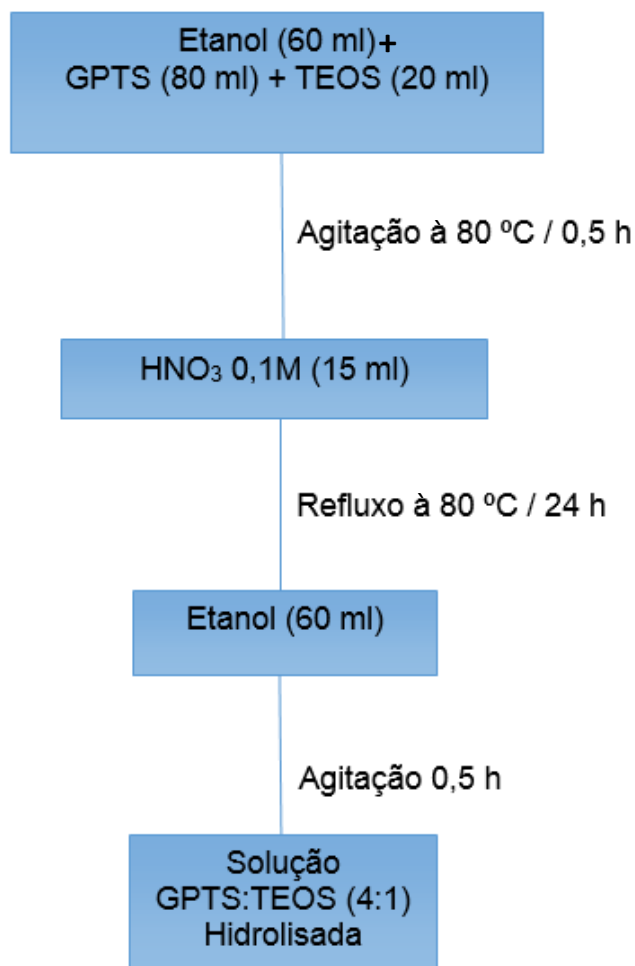 Etanol (60 ml)+
GPTS (80 ml) + TEOS (20 ml)
Agitação à 80 ºC / 0,5 h
HNO₃ 0,1M (15 ml)
Refluxo à 80 ºC / 24 h
Etanol (60 ml)
Agitação 0,5 h
Solução
GPTS:TEOS (4:1)
Hidrolisada